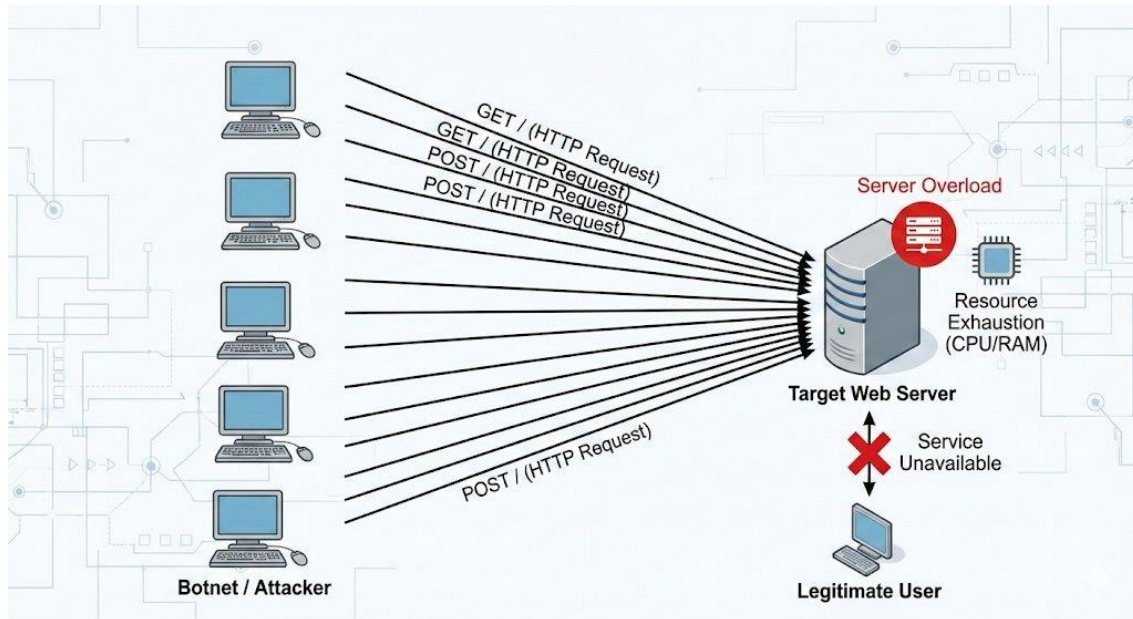 GET / (HTTP Request)
GET / (HTTP Request)
POST / (HTTP Request)
POST / (HTTP Request)
POST / (HTTP Request)
Botnet / Attacker
Server Overload
Resource
Exhaustion
(CPU/RAM)
Target Web Server
Service
Unavailable
Legitimate User